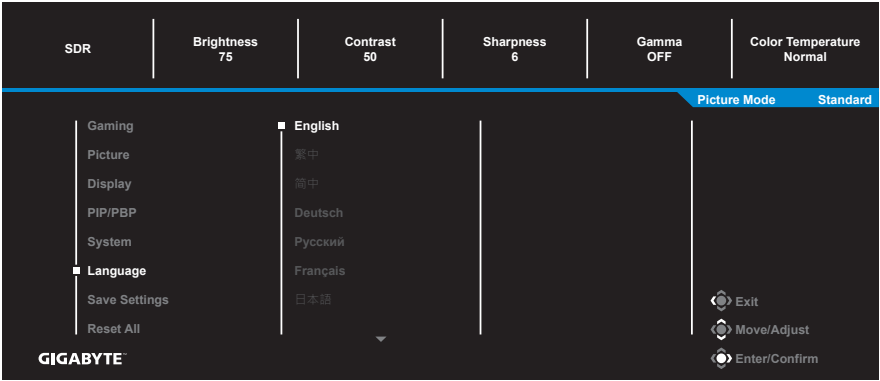 SDR
Brightness
75
Contrast
50
Sharpness
6
Gamma
OFF
Color Temperature
Normal
Picture Mode Standard
Gaming
Picture
Display
PIP/PBP
System
Language
Save Settings
Reset All
English
繁中
简中
Deutsch
Русский
Français
日本語
Exit
Move/Adjust
Enter/Confirm
GIGABYTE™